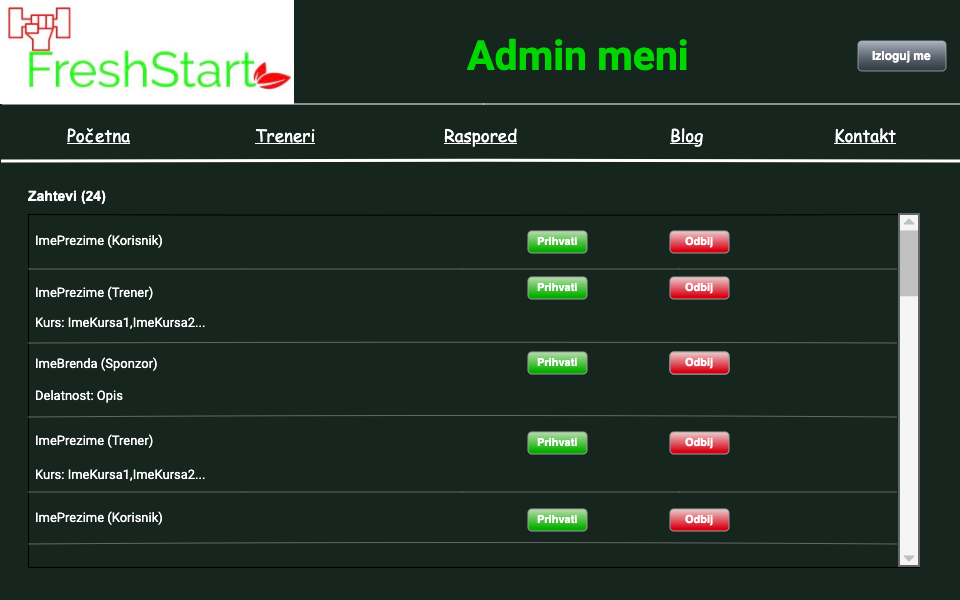 FreshStart
Admin meni
Izloguj me
Početna Treneri Raspored Blog Kontakt
Zahtevi (24)
ImePrezime (Korisnik) Prihvati Odbij
ImePrezime (Trener) Prihvati Odbij
Kurs: ImeKursa1,ImeKursa2...
ImeBrenda (Sponzor) Prihvati Odbij
Delatnost: Opis
ImePrezime (Trener) Prihvati Odbij
Kurs: ImeKursa1,ImeKursa2...
ImePrezime (Korisnik) Prihvati Odbij